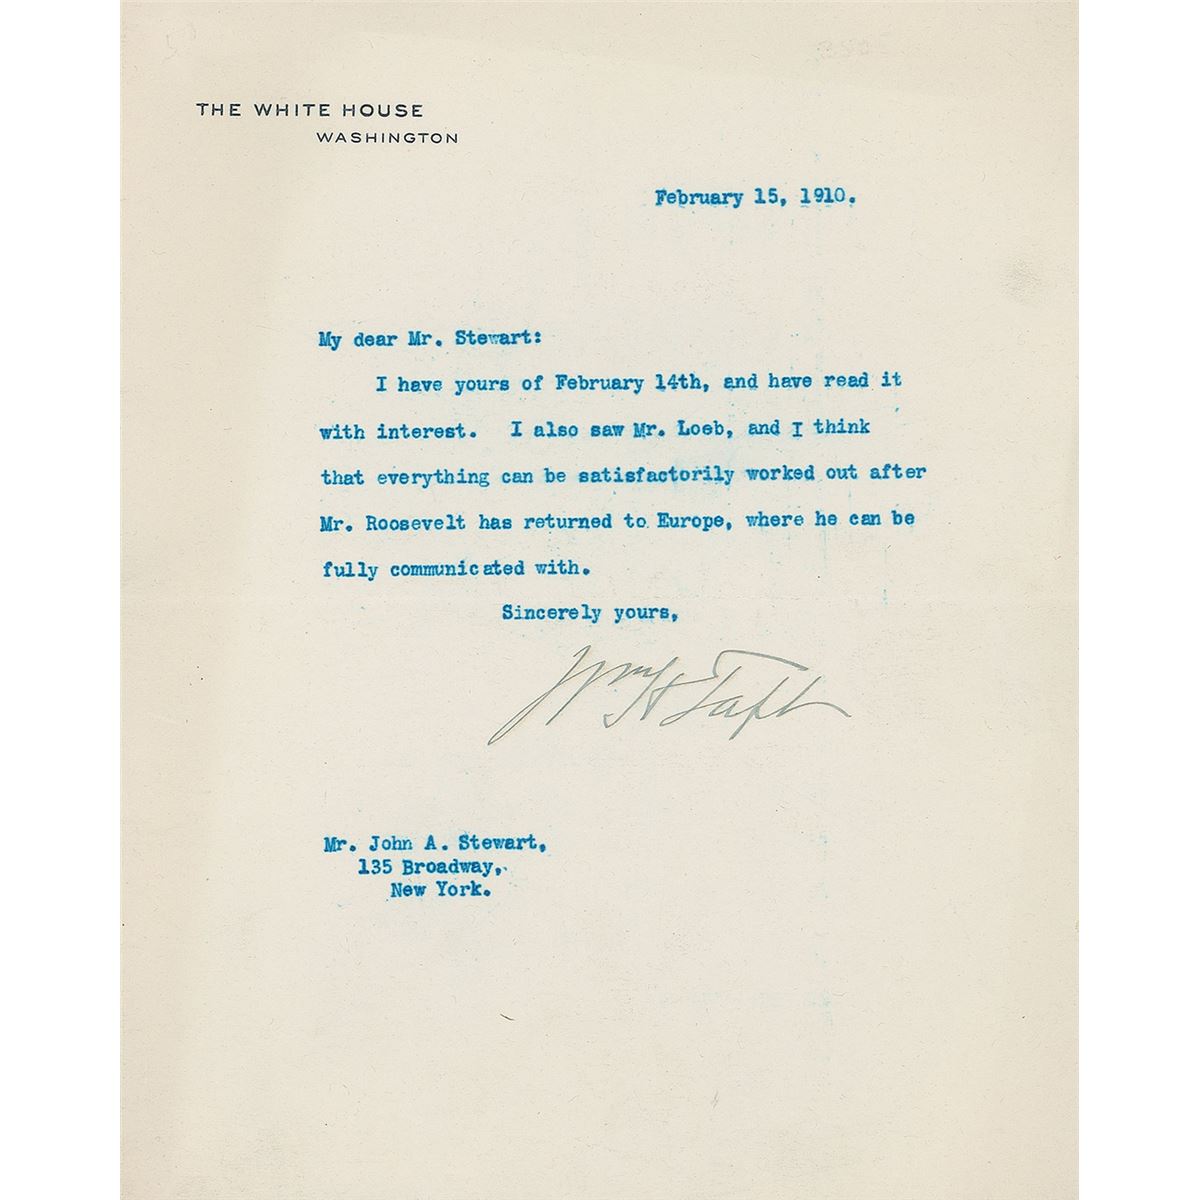 THE WHITE HOUSE
WASHINGTON
February 15, 1910.
My dear Mr. Stewart:
I have yours of February 14th, and have read it
with interest. I also saw Mr. Loeb, and I think
that everything can be satisfactorily worked out after
Mr. Roosevelt has returned to Europe, where he can be
fully communicated with.
Sincerely yours,
Wm H Taft
Mr. John A. Stewart,
135 Broadway,
New York.